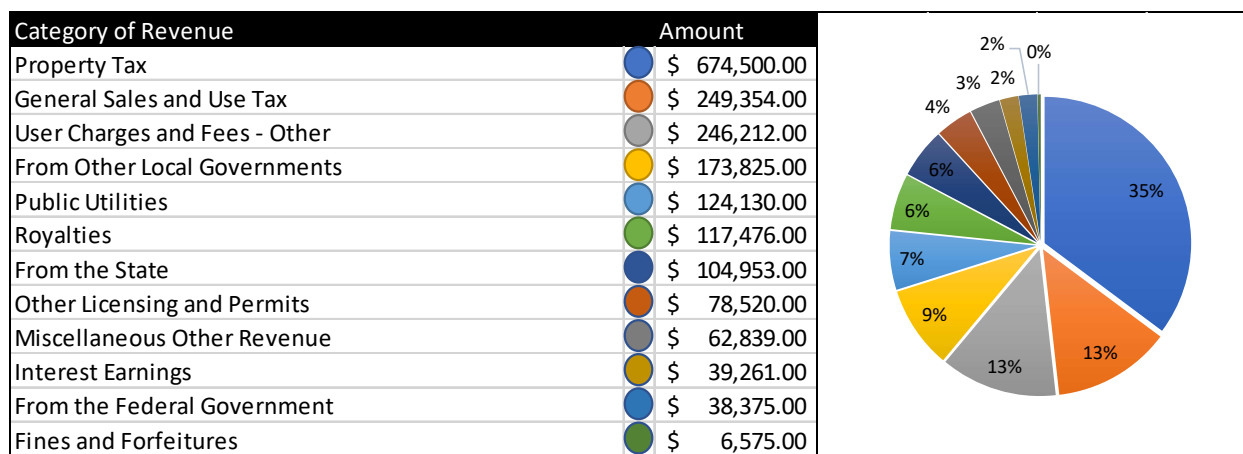 Category of Revenue Amount
Property Tax $ 674,500.00
General Sales and Use Tax $ 249,354.00
User Charges and Fees - Other $ 246,212.00
From Other Local Governments $ 173,825.00
Public Utilities $ 124,130.00
Royalties $ 117,476.00
From the State $ 104,953.00
Other Licensing and Permits $ 78,520.00
Miscellaneous Other Revenue $ 62,839.00
Interest Earnings $ 39,261.00
From the Federal Government $ 38,375.00
Fines and Forfeitures $ 6,575.00
2% 0%
3% 2%
4%
6%
35%
6%
7%
9%
13%
13%